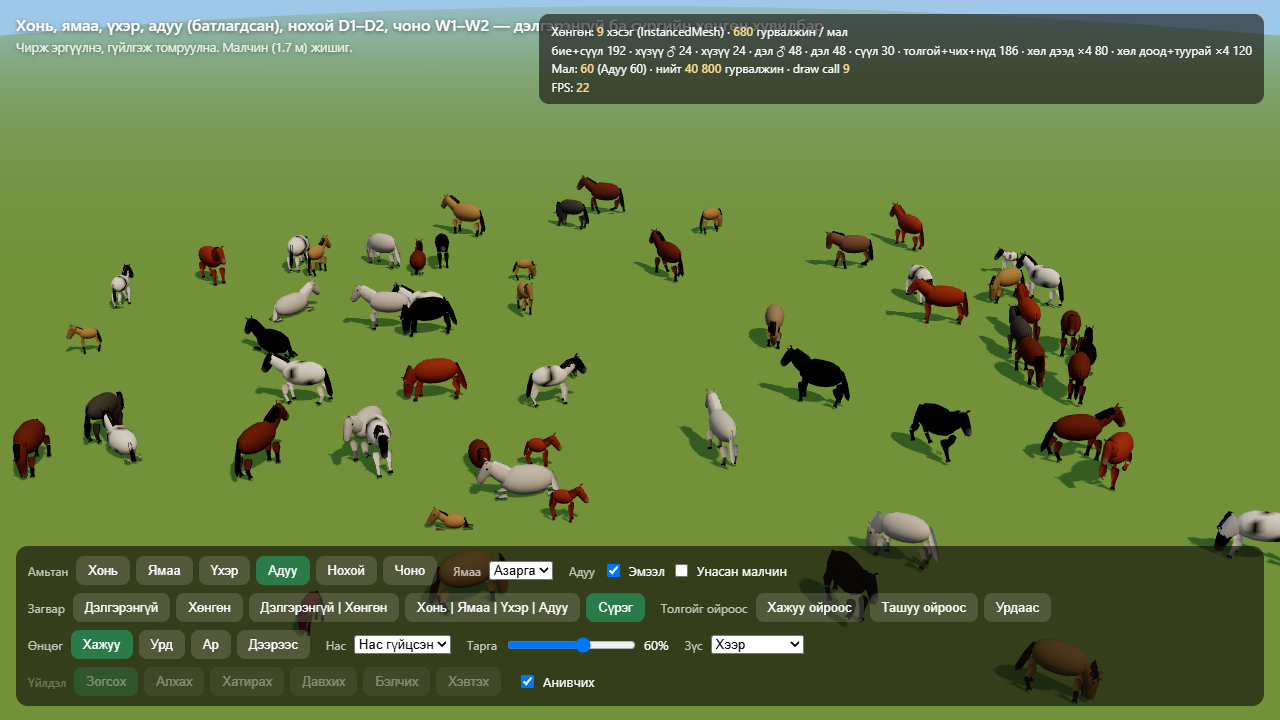 Хонь, ямаа, үхэр, адуу (батлагдсан), нохой D1–D2, чоно W1–W2 — дэлгэрэнгүй ба сүргийн хөнгөн хувилбар
Чирж эргүүлнэ, гүйлгэж томруулна. Малчин (1.7 м) жишиг.
Хөнгөн: 9 хэсэг (InstancedMesh) · 680 гурвалжин / мал
бие+сүүл 192 · хүзүү ♂ 24 · хүзүү 24 · дэл ♂ 48 · дэл 48 · сүүл 30 · толгой+чих+нүд 186 · хөл дээд ×4 80 · хөл доод+туурай ×4 120
Мал: 60 (Адуу 60) · нийт 40 800 гурвалжин · draw call 9
FPS: 22
Амьтан Хонь Ямаа Үхэр Адуу Нохой Чоно Ямаа Азарга Адуу Эмээл Унасан малчин
Загвар Дэлгэрэнгүй Хөнгөн Дэлгэрэнгүй | Хөнгөн Хонь | Ямаа | Үхэр | Адуу Сүрэг Толгойг ойроос Хажуу ойроос Ташуу ойроос Урдаас
Өнцөг Хажуу Урд Ар Дээрээс Нас Нас гүйцсэн Тарга 60% Зүс Хээр
Үйлдэл Зогсох Алхах Хатирах Давхих Бэлчих Хэвтэх Анивчих